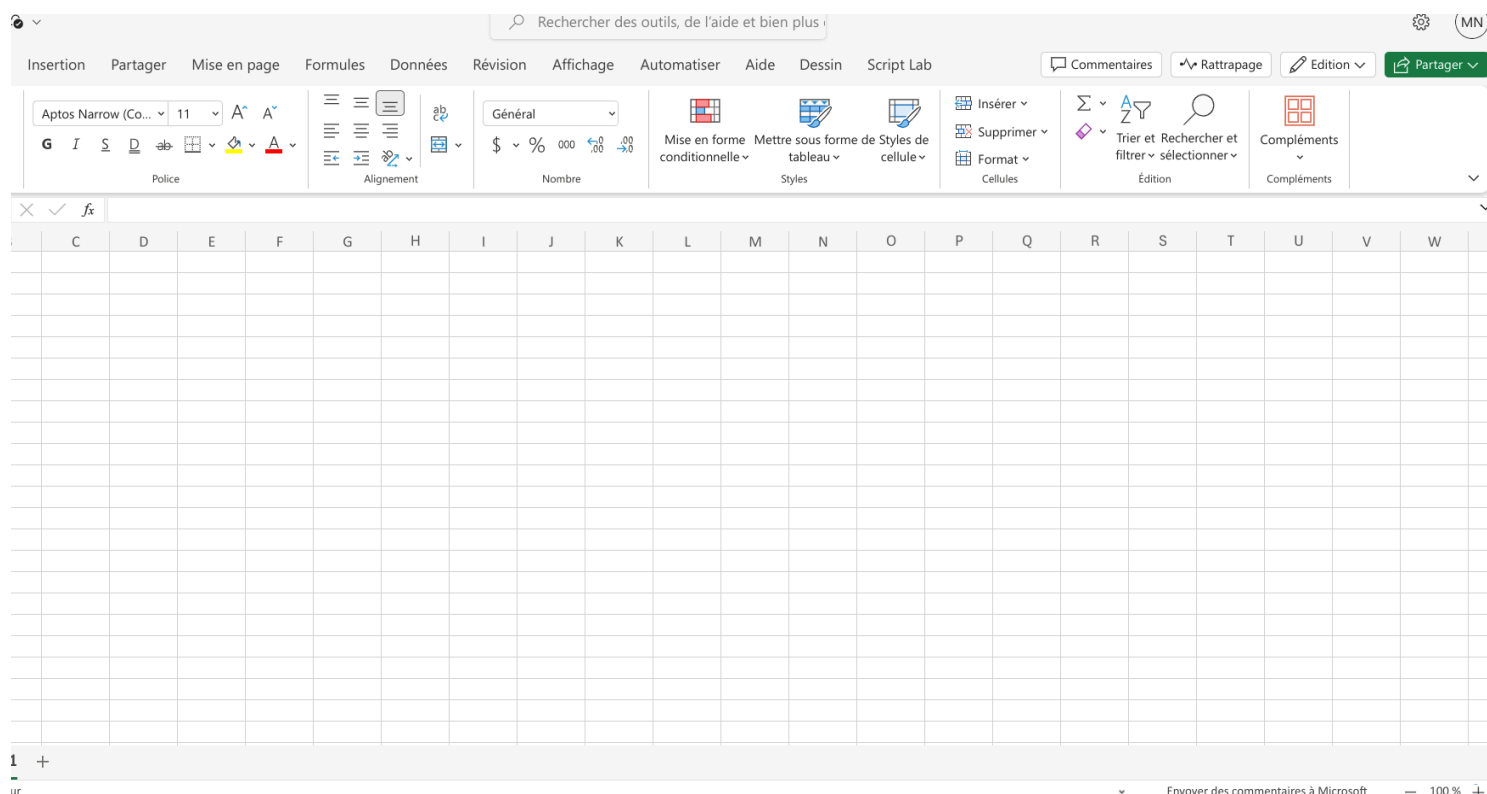 Rechercher des outils, de l'aide et bien plus
MN
Insertion Partager Mise en page Formules Données Révision Affichage Automatiser Aide Dessin Script Lab Commentaires Rattrapage Edition Partager
Aptos Narrow (Co... 11 A A ab Général Insérer Σ A Z
G I S D ab A $ % 000 Supprimer
Mise en forme conditionnelle Mettre sous forme de tableau Styles de cellule Format Trier et filtrer Rechercher et sélectionner Compléments
Police Alignement Nombre Styles Cellules Édition Compléments
fx
C D E F G H I J K L M N O P Q R S T U V W
1 +
Envoyer des commentaires à Microsoft — 100 % +